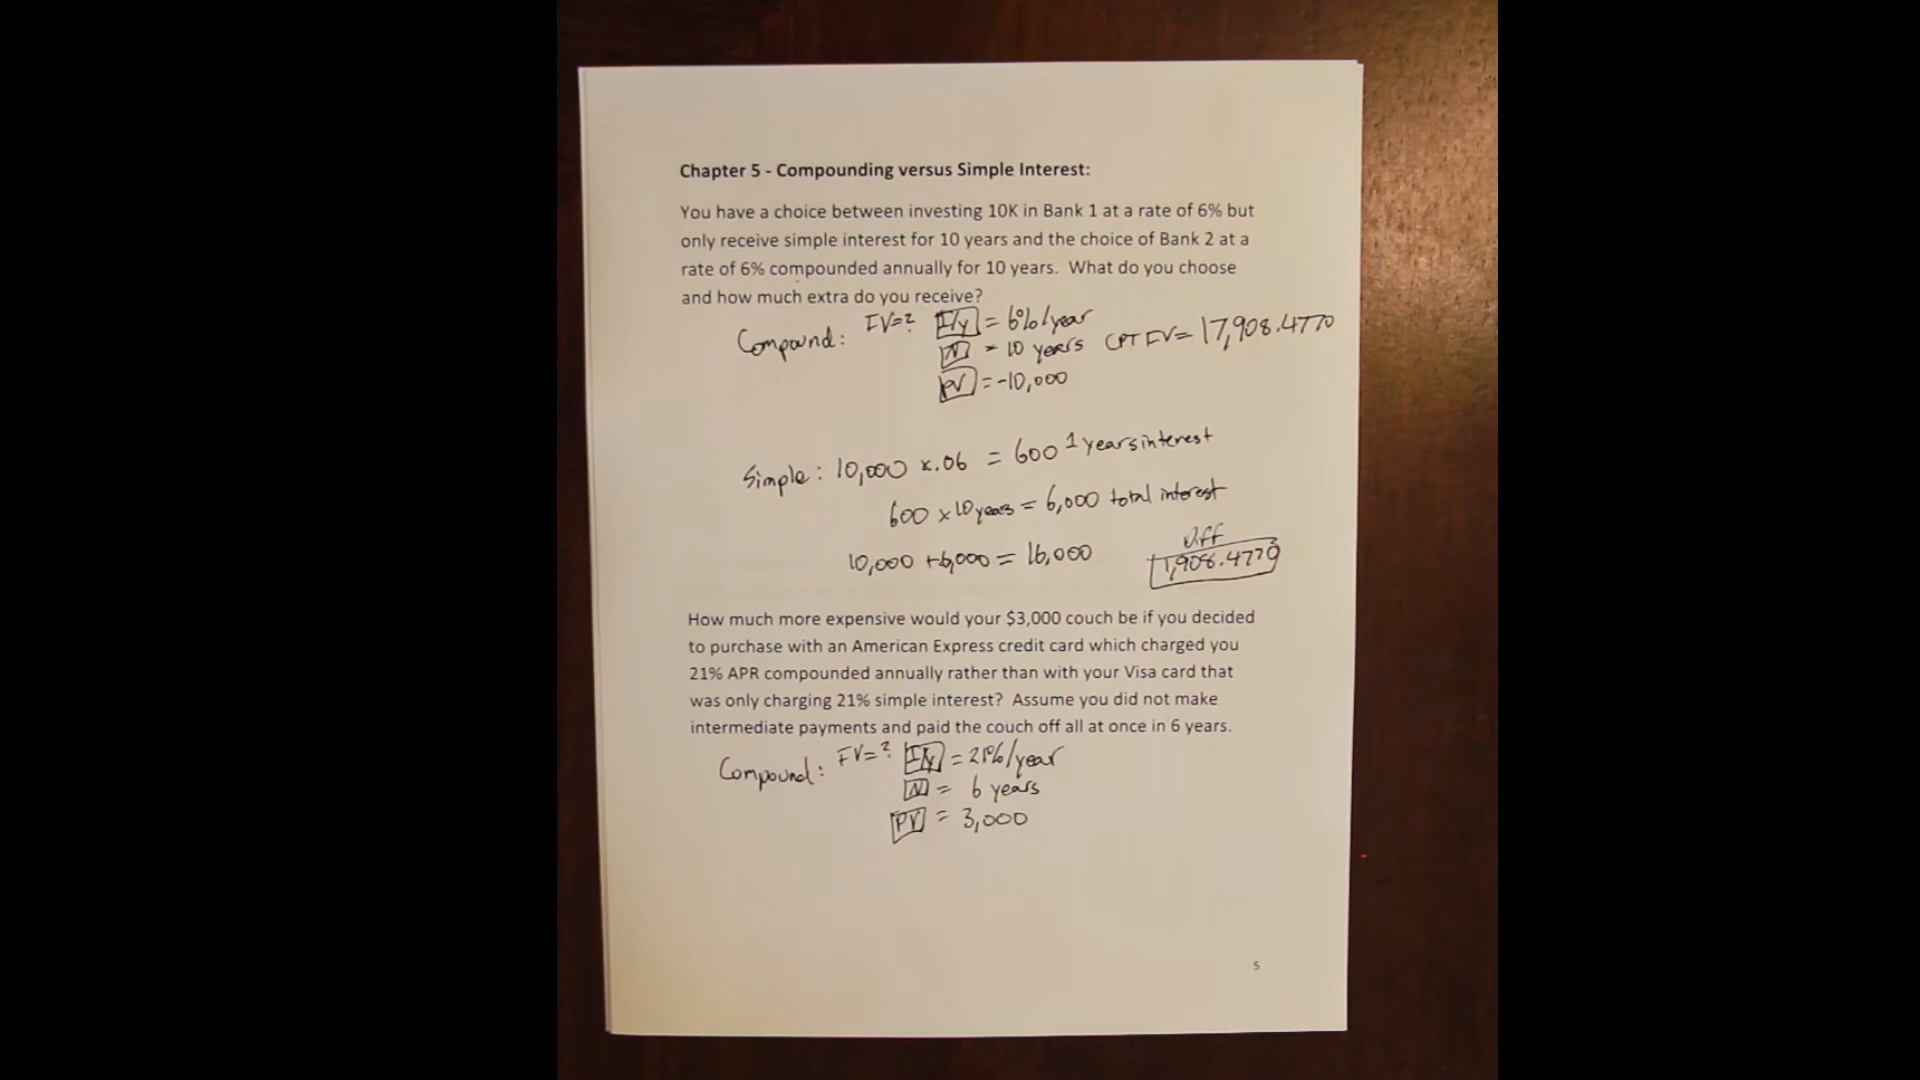 Chapter 5 - Compounding versus Simple Interest:
You have a choice between investing 10K in Bank 1 at a rate of 6% but
only receive simple interest for 10 years and the choice of Bank 2 at a
rate of 6% compounded annually for 10 years. What do you choose
and how much extra do you receive?
Compound: FV=? I/y = 6%/year
N = 10 years CPT FV= 17,908.4770
PV =-10,000
Simple: 10,000 x.06 = 600 1 years interest
600 x 10 years = 6,000 total interest
Diff
10,000 +6,000 = 16,000 1,908.4770
How much more expensive would your $3,000 couch be if you decided
to purchase with an American Express credit card which charged you
21% APR compounded annually rather than with your Visa card that
was only charging 21% simple interest? Assume you did not make
intermediate payments and paid the couch off all at once in 6 years.
Compound: FV=? I/y = 21%/year
N = 6 years
PV = 3,000
5